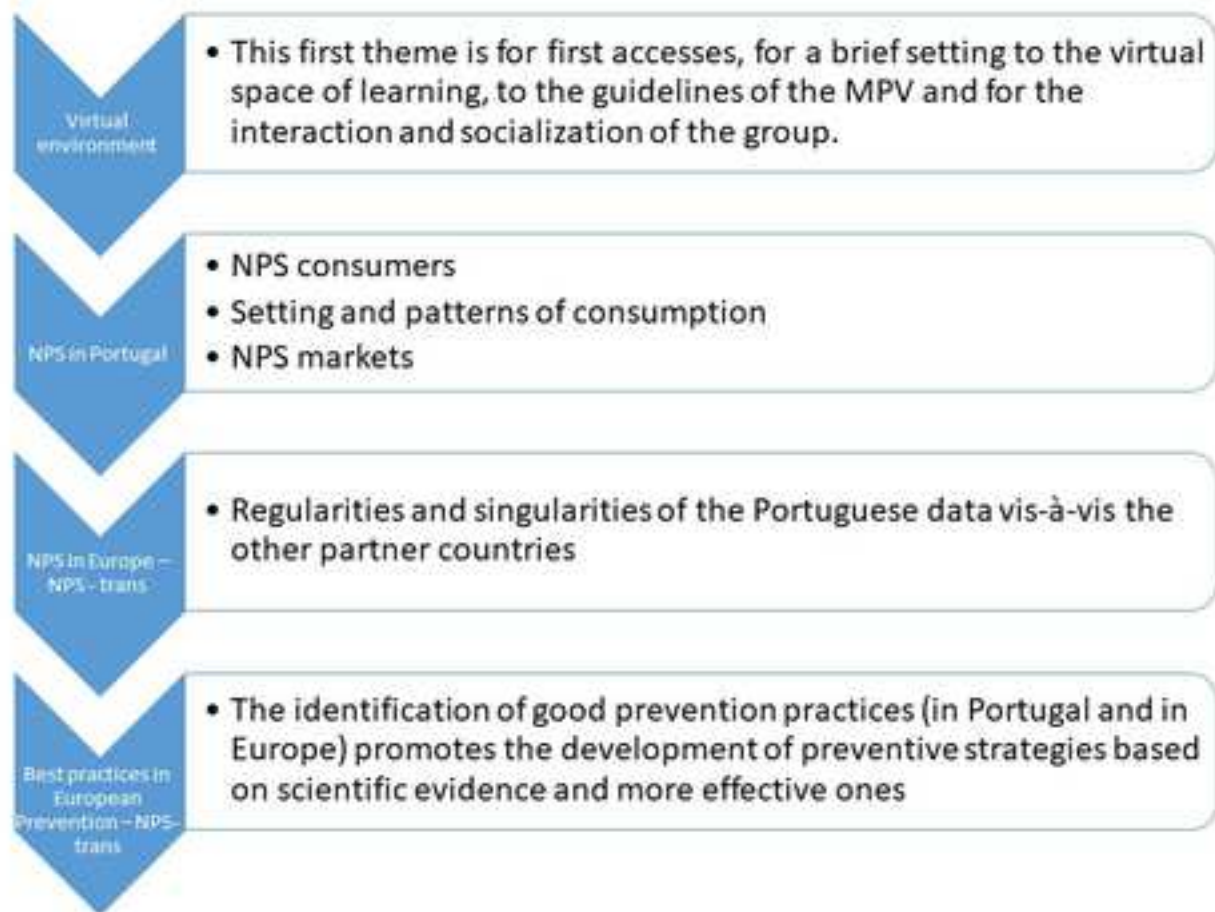 Virtual
environment
• This first theme is for first accesses, for a brief setting to the virtual
space of learning, to the guidelines of the MPV and for the
interaction and socialization of the group.
NPS in Portugal
• NPS consumers
• Setting and patterns of consumption
• NPS markets
NPS in Europe –
NPS - trans
• Regularities and singularities of the Portuguese data vis-à-vis the
other partner countries
Best practices in
European
Prevention – NPS-
trans
• The identification of good prevention practices (in Portugal and in
Europe) promotes the development of preventive strategies based
on scientific evidence and more effective ones